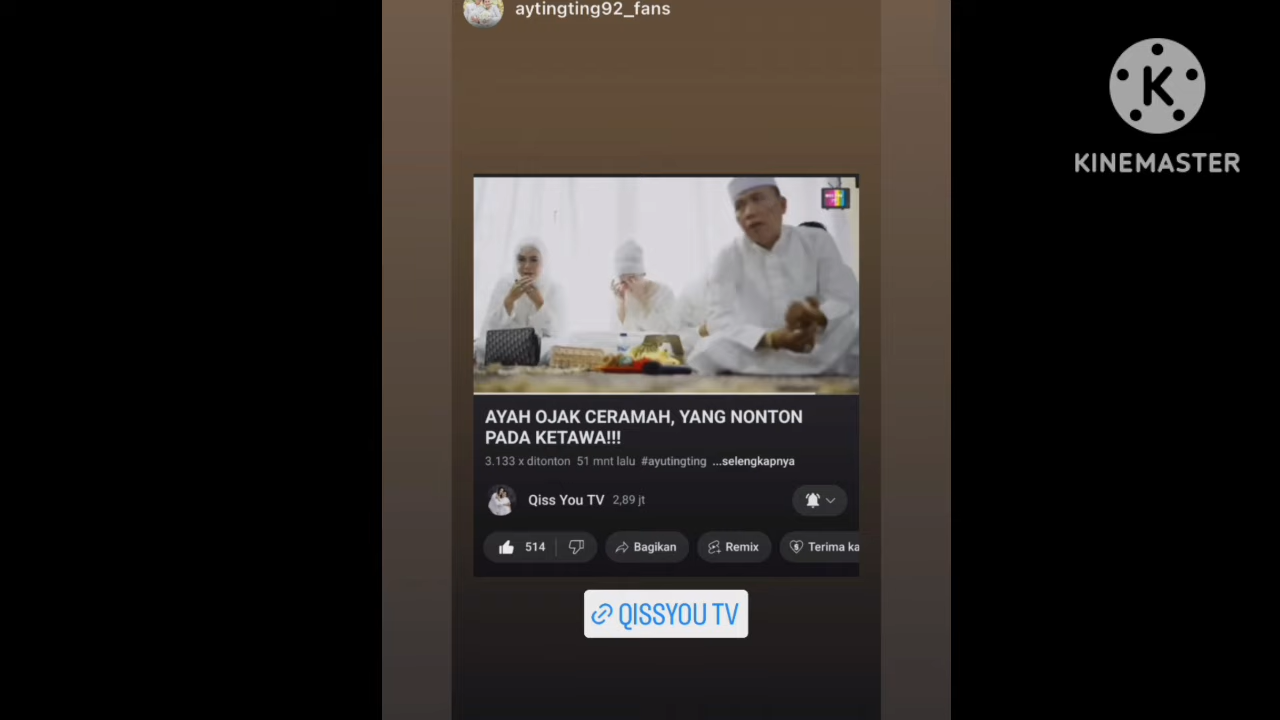 aytingting92_fans
K
KINEMASTER
AYAH OJAK CERAMAH, YANG NONTON
PADA KETAWA!!!
3.133 x ditonton 51 mnt lalu #ayutingting ...selengkapnya
Qiss You TV 2,89 jt
514 Bagikan Remix Terima ka
QISSYOU TV